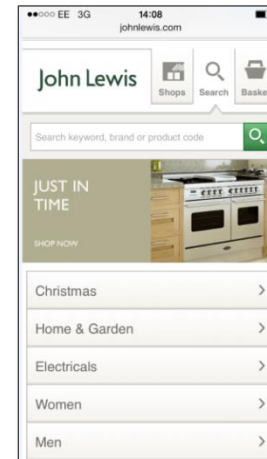 EE 3G 14:08
johnlewis.com
John Lewis
Shops Search Baske
Search keyword, brand or product code
JUST IN
TIME
SHOP NOW
Christmas
Home & Garden
Electricals
Women
Men